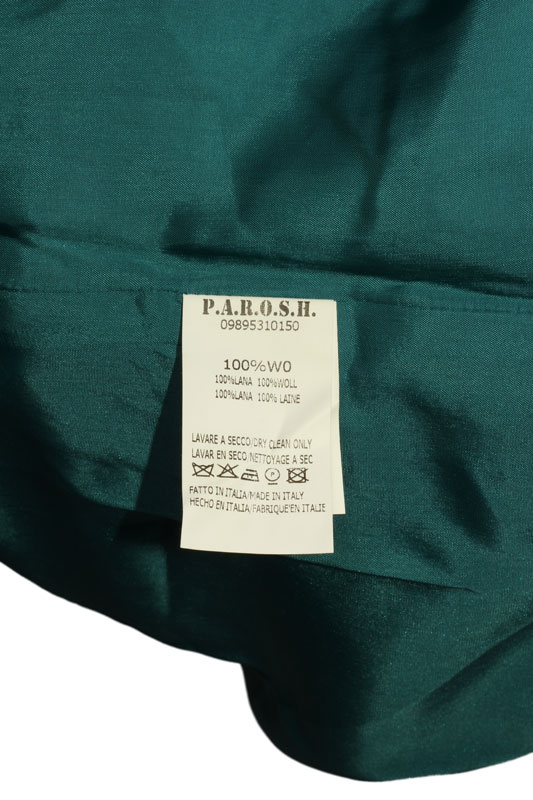 P.A.R.O.S.H.
09895310150
100%WO
100%LANA 100%WOLL
100%LANA 100% LAINE
LAVARE A SECCO/DRY CLEAN ONLY
LAVAR EN SECO/NETTOYAGE A SEC
P
FATTO IN ITALIA/MADE IN ITALY
HECHO EN ITALIA/FABRIQUE'EN ITALIE